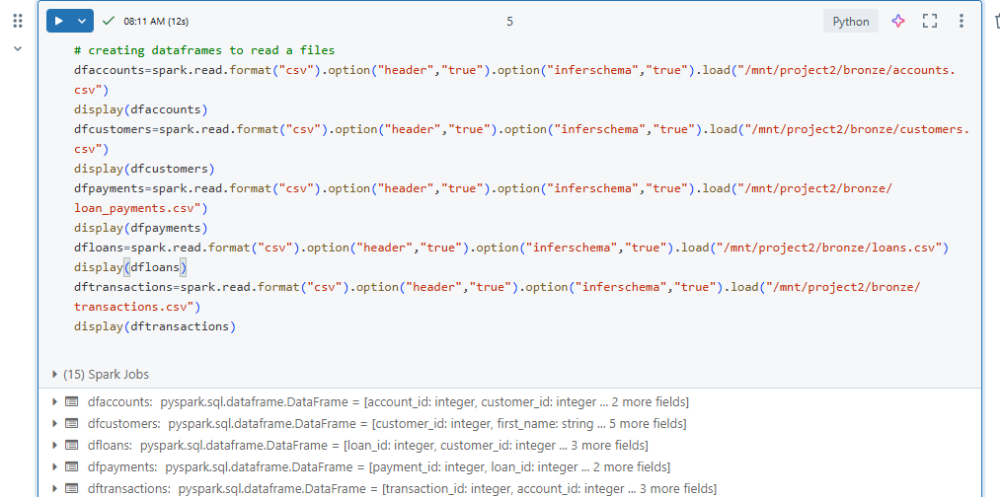 08:11 AM (12s)
5
Python
# creating dataframes to read a files
dfaccounts=spark.read.format("csv").option("header","true").option("inferschema","true").load("/mnt/project2/bronze/accounts.
csv")
display(dfaccounts)
dfcustomers=spark.read.format("csv").option("header","true").option("inferschema","true").load("/mnt/project2/bronze/customers.
csv")
display(dfcustomers)
dfpayments=spark.read.format("csv").option("header","true").option("inferschema","true").load("/mnt/project2/bronze/
loan_payments.csv")
display(dfpayments)
dfloans=spark.read.format("csv").option("header","true").option("inferschema","true").load("/mnt/project2/bronze/loans.csv")
display(dfloans)
dftransactions=spark.read.format("csv").option("header","true").option("inferschema","true").load("/mnt/project2/bronze/
transactions.csv")
display(dftransactions)
(15) Spark Jobs
dfaccounts: pyspark.sql.dataframe.DataFrame = [account_id: integer, customer_id: integer ... 2 more fields]
dfcustomers: pyspark.sql.dataframe.DataFrame = [customer_id: integer, first_name: string ... 5 more fields]
dfloans: pyspark.sql.dataframe.DataFrame = [loan_id: integer, customer_id: integer ... 3 more fields]
dfpayments: pyspark.sql.dataframe.DataFrame = [payment_id: integer, loan_id: integer ... 2 more fields]
dftransactions: pyspark.sql.dataframe.DataFrame = [transaction_id: integer, account_id: integer ... 3 more fields]